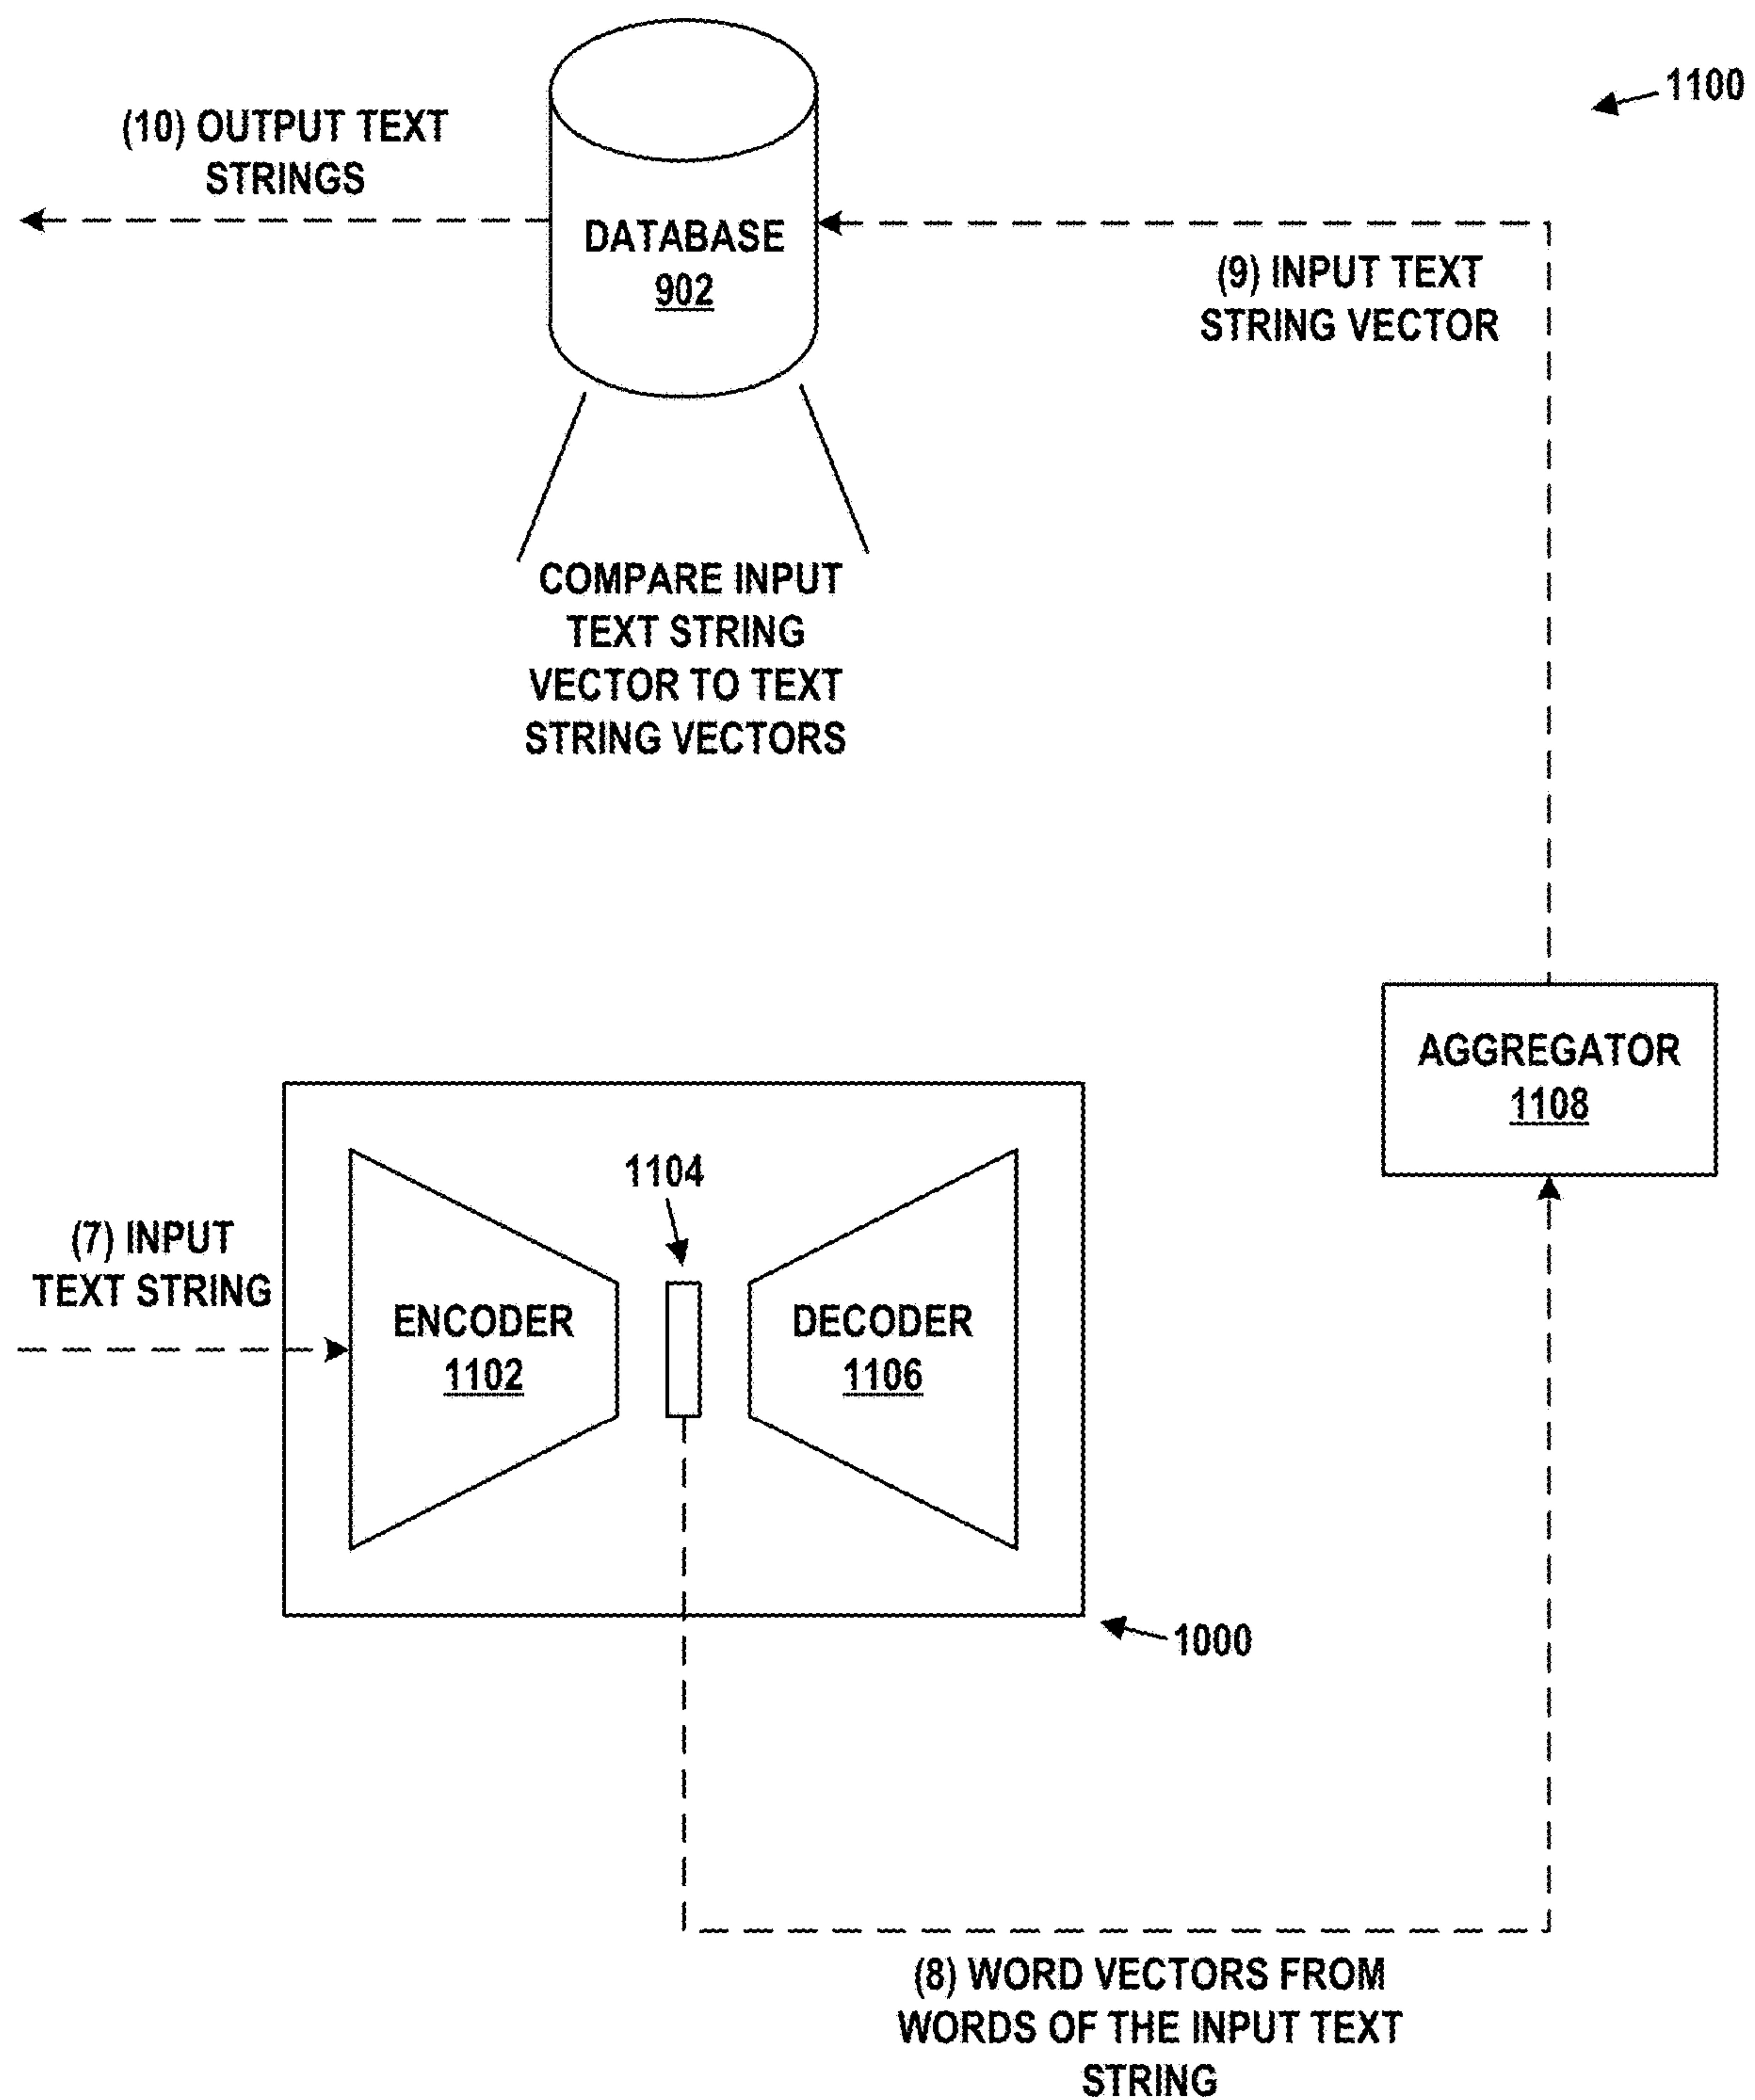 1100
(10) OUTPUT TEXT
STRINGS
DATABASE
902
(9) INPUT TEXT
STRING VECTOR
COMPARE INPUT
TEXT STRING
VECTOR TO TEXT
STRING VECTORS
AGGREGATOR
1108
1104
(7) INPUT
TEXT STRING
ENCODER
1102
DECODER
1106
1000
(8) WORD VECTORS FROM
WORDS OF THE INPUT TEXT
STRING